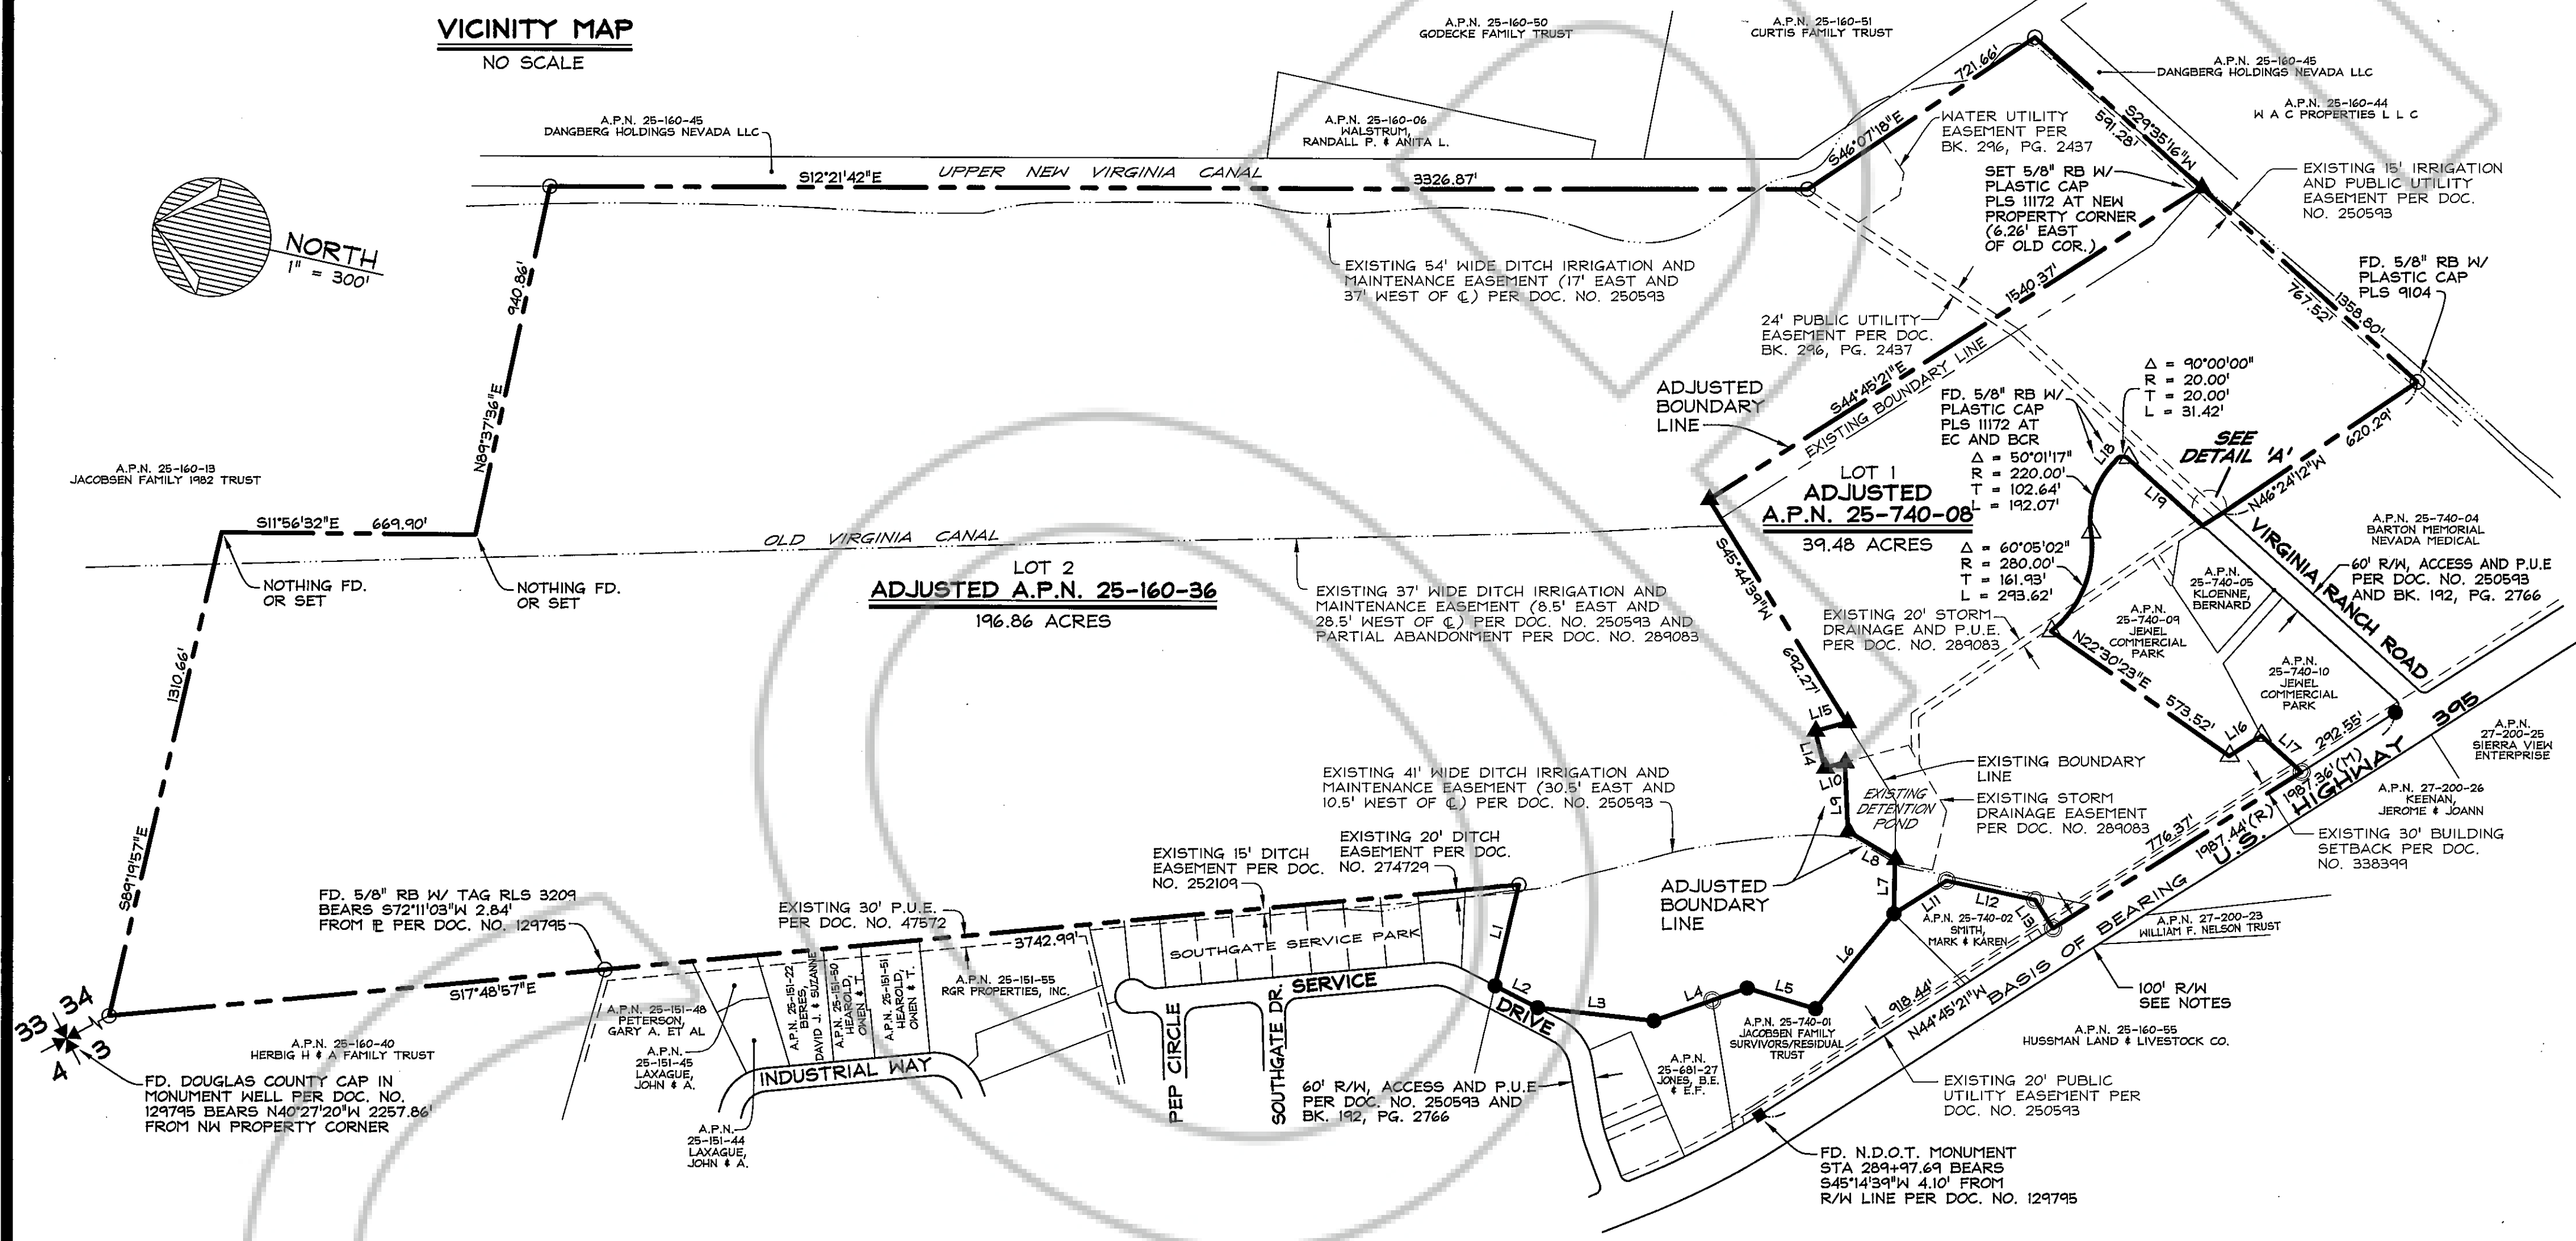 VICINITY MAP
NO SCALE
A.P.N. 25-160-50
GODECKE FAMILY TRUST
A.P.N. 25-160-51
CURTIS FAMILY TRUST
A.P.N. 25-160-45
DANGBERG HOLDINGS NEVADA LLC
A.P.N. 25-160-44
W A C PROPERTIES L L C
A.P.N. 25-160-45
DANGBERG HOLDINGS NEVADA LLC
A.P.N. 25-160-06
WALSTRUM,
RANDALL P. & ANITA L.
721.66'
S46°07'18"E
S29°35'16"W
591.28'
WATER UTILITY
EASEMENT PER
BK. 296, PG. 2437
SET 5/8" RB W/
PLASTIC CAP
PLS 11172 AT NEW
PROPERTY CORNER
(6.26' EAST
OF OLD COR.)
EXISTING 15' IRRIGATION
AND PUBLIC UTILITY
EASEMENT PER DOC.
NO. 250593
S12°21'42"E
UPPER NEW VIRGINIA CANAL
3326.87'
NORTH
1" = 300'
940.86'
N89°37'36"E
EXISTING 54' WIDE DITCH IRRIGATION AND
MAINTENANCE EASEMENT (17' EAST AND
37' WEST OF ℄) PER DOC. NO. 250593
FD. 5/8" RB W/
PLASTIC CAP
PLS 9104
1358.80'
767.52'
1540.37'
S44°45'21"E
EXISTING BOUNDARY LINE
24' PUBLIC UTILITY
EASEMENT PER DOC.
BK. 296, PG. 2437
ADJUSTED
BOUNDARY
LINE
Δ = 90°00'00"
R = 20.00'
T = 20.00'
L = 31.42'
FD. 5/8" RB W/
PLASTIC CAP
PLS 11172 AT
EC AND BCR
Δ = 50°01'17"
R = 220.00'
T = 102.64'
L = 192.07'
L18
L19
SEE
DETAIL 'A'
620.29'
N46°24'12"W
LOT 1
ADJUSTED
A.P.N. 25-740-08
39.48 ACRES
Δ = 60°05'02"
R = 280.00'
T = 161.93'
L = 293.62'
A.P.N. 25-740-04
BARTON MEMORIAL
NEVADA MEDICAL
VIRGINIA RANCH ROAD
60' R/W, ACCESS AND P.U.E
PER DOC. NO. 250593
AND BK. 192, PG. 2766
A.P.N. 25-160-13
JACOBSEN FAMILY 1982 TRUST
S11°56'32"E
669.90'
OLD VIRGINIA CANAL
NOTHING FD.
OR SET
NOTHING FD.
OR SET
LOT 2
ADJUSTED A.P.N. 25-160-36
196.86 ACRES
EXISTING 37' WIDE DITCH IRRIGATION AND
MAINTENANCE EASEMENT (8.5' EAST AND
28.5' WEST OF ℄) PER DOC. NO. 250593 AND
PARTIAL ABANDONMENT PER DOC. NO. 289083
S45°44'39"W
692.27'
EXISTING 20' STORM
DRAINAGE AND P.U.E.
PER DOC. NO. 289083
A.P.N.
25-740-05
KLOENNE,
BERNARD
A.P.N.
25-740-09
JEWEL
COMMERCIAL
PARK
A.P.N.
25-740-10
JEWEL
COMMERCIAL
PARK
N22°30'23"E
573.52'
L16
L17
292.55'
A.P.N.
27-200-25
SIERRA VIEW
ENTERPRISE
U.S. HIGHWAY 395
1987.36'(M)
1987.44'(R)
776.37'
A.P.N. 27-200-26
KEENAN,
JEROME & JOANN
EXISTING 30' BUILDING
SETBACK PER DOC.
NO. 338399
1310.66'
S89°19'57"E
L15
L14
L10
L9
EXISTING
DETENTION
POND
EXISTING BOUNDARY
LINE
EXISTING STORM
DRAINAGE EASEMENT
PER DOC. NO. 289083
EXISTING 41' WIDE DITCH IRRIGATION AND
MAINTENANCE EASEMENT (30.5' EAST AND
10.5' WEST OF ℄) PER DOC. NO. 250593
EXISTING 20' DITCH
EASEMENT PER DOC.
NO. 274729
EXISTING 15' DITCH
EASEMENT PER DOC.
NO. 252109
L8
L7
ADJUSTED
BOUNDARY
LINE
L11
L12
L13
A.P.N. 25-740-02
SMITH,
MARK & KAREN
A.P.N. 27-200-23
WILLIAM F. NELSON TRUST
FD. 5/8" RB W/ TAG RLS 3209
BEARS S72°11'03"W 2.84'
FROM ⅊ PER DOC. NO. 129795
EXISTING 30' P.U.E.
PER DOC. NO. 47572
3742.99'
SOUTHGATE SERVICE PARK
L1
L2
L3
L4
L5
L6
S17°48'57"E
A.P.N. 25-151-48
PETERSON,
GARY A. ET AL
A.P.N. 25-151-22
BERES,
DAVID J. & SUZANNE
A.P.N. 25-151-50
HEAROLD,
OWEN & T.
A.P.N. 25-151-51
HEAROLD,
OWEN & T.
A.P.N. 25-151-55
RGR PROPERTIES, INC.
SERVICE DRIVE
PEP CIRCLE
SOUTHGATE DR.
INDUSTRIAL WAY
A.P.N.
25-151-45
LAXAGUE,
JOHN & A.
A.P.N.
25-151-44
LAXAGUE,
JOHN & A.
33 34
4 3
A.P.N. 25-160-40
HERBIG H & A FAMILY TRUST
FD. DOUGLAS COUNTY CAP IN
MONUMENT WELL PER DOC. NO.
129795 BEARS N40°27'20"W 2257.86'
FROM NW PROPERTY CORNER
60' R/W, ACCESS AND P.U.E
PER DOC. NO. 250593 AND
BK. 192, PG. 2766
A.P.N.
25-681-27
JONES, B.E.
& E.F.
A.P.N. 25-740-01
JACOBSEN FAMILY
SURVIVORS/RESIDUAL
TRUST
918.44'
N44°45'21"W
BASIS OF BEARING
100' R/W
SEE NOTES
A.P.N. 25-160-55
HUSSMAN LAND & LIVESTOCK CO.
EXISTING 20' PUBLIC
UTILITY EASEMENT PER
DOC. NO. 250593
FD. N.D.O.T. MONUMENT
STA 289+97.69 BEARS
S45°14'39"W 4.10' FROM
R/W LINE PER DOC. NO. 129795